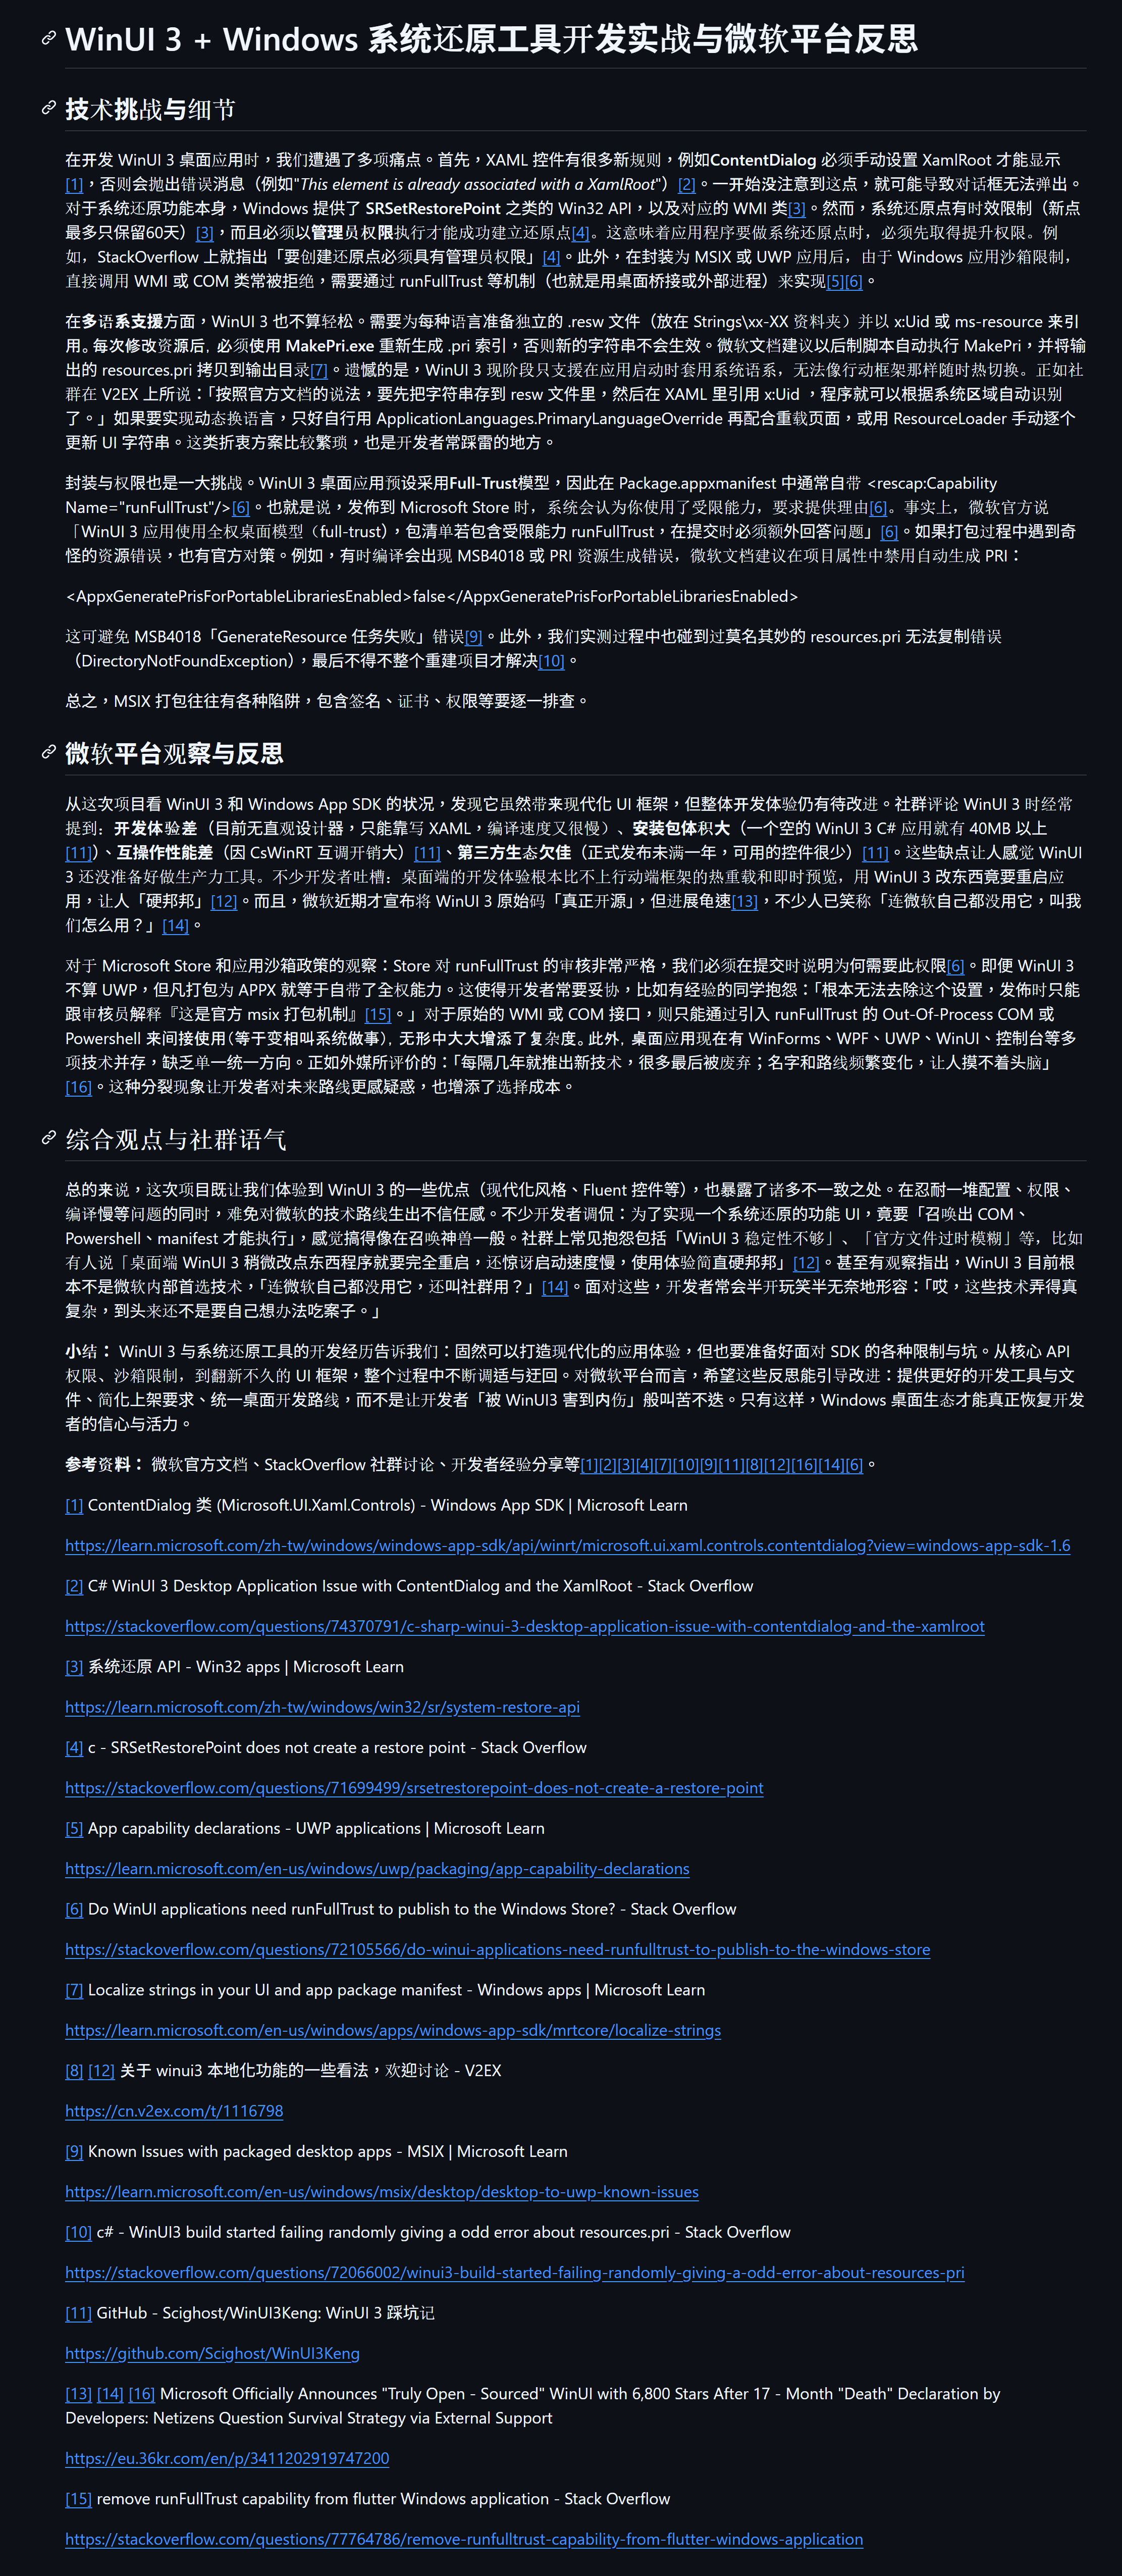 WinUI 3 + Windows 系统还原工具开发实战与微软平台反思
技术挑战与细节
在开发 WinUI 3 桌面应用时，我们遭遇了多项痛点。首先，XAML 控件有很多新规则，例如ContentDialog 必须手动设置 XamlRoot 才能显示
[1]，否则会抛出错误消息（例如"This element is already associated with a XamlRoot"）[2]。一开始没注意到这点，就可能导致对话框无法弹出。
对于系统还原功能本身，Windows 提供了 SRSetRestorePoint 之类的 Win32 API，以及对应的 WMI 类[3]。然而，系统还原点有时效限制（新点
最多只保留60天）[3]，而且必须以管理员权限执行才能成功建立还原点[4]。这意味着应用程序要做系统还原点时，必须先取得提升权限。例
如，StackOverflow 上就指出「要创建还原点必须具有管理员权限」[4]。此外，在封装为 MSIX 或 UWP 应用后，由于 Windows 应用沙箱限制，
直接调用 WMI 或 COM 类常被拒绝，需要通过 runFullTrust 等机制（也就是用桌面桥接或外部进程）来实现[5][6]。
在多语系支援方面，WinUI 3 也不算轻松。需要为每种语言准备独立的 .resw 文件（放在 Strings\xx-XX 资料夹）并以 x:Uid 或 ms-resource 来引
用。每次修改资源后，必须使用 MakePri.exe 重新生成 .pri 索引，否则新的字符串不会生效。微软文档建议以后制脚本自动执行 MakePri，并将输
出的 resources.pri 拷贝到输出目录[7]。遗憾的是，WinUI 3 现阶段只支援在应用启动时套用系统语系，无法像行动框架那样随时热切换。正如社
群在 V2EX 上所说：「按照官方文档的说法，要先把字符串存到 resw 文件里，然后在 XAML 里引用 x:Uid ，程序就可以根据系统区域自动识别
了。」如果要实现动态换语言，只好自行用 ApplicationLanguages.PrimaryLanguageOverride 再配合重载页面，或用 ResourceLoader 手动逐个
更新 UI 字符串。这类折衷方案比较繁琐，也是开发者常踩雷的地方。
封装与权限也是一大挑战。WinUI 3 桌面应用预设采用Full-Trust模型，因此在 Package.appxmanifest 中通常自带 <rescap:Capability
Name="runFullTrust"/>[6]。也就是说，发佈到 Microsoft Store 时，系统会认为你使用了受限能力，要求提供理由[6]。事实上，微软官方说
「WinUI 3 应用使用全权桌面模型（full-trust），包清单若包含受限能力 runFullTrust，在提交时必须额外回答问题」[6]。如果打包过程中遇到奇
怪的资源错误，也有官方对策。例如，有时编译会出现 MSB4018 或 PRI 资源生成错误，微软文档建议在项目属性中禁用自动生成 PRI：
<AppxGeneratePrisForPortableLibrariesEnabled>false</AppxGeneratePrisForPortableLibrariesEnabled>
这可避免 MSB4018「GenerateResource 任务失败」错误[9]。此外，我们实测过程中也碰到过莫名其妙的 resources.pri 无法复制错误
（DirectoryNotFoundException），最后不得不整个重建项目才解决[10]。
总之，MSIX 打包往往有各种陷阱，包含签名、证书、权限等要逐一排查。
微软平台观察与反思
从这次项目看 WinUI 3 和 Windows App SDK 的状况，发现它虽然带来现代化 UI 框架，但整体开发体验仍有待改进。社群评论 WinUI 3 时经常
提到：开发体验差（目前无直观设计器，只能靠写 XAML，编译速度又很慢）、安装包体积大（一个空的 WinUI 3 C# 应用就有 40MB 以上
[11]）、互操作性能差（因 CsWinRT 互调开销大）[11]、第三方生态欠佳（正式发布未满一年，可用的控件很少）[11]。这些缺点让人感觉 WinUI
3 还没准备好做生产力工具。不少开发者吐槽：桌面端的开发体验根本比不上行动端框架的热重载和即时预览，用 WinUI 3 改东西竟要重启应
用，让人「硬邦邦」[12]。而且，微软近期才宣布将 WinUI 3 原始码「真正开源」，但进展龟速[13]，不少人已笑称「连微软自己都没用它，叫我
们怎么用？」[14]。
对于 Microsoft Store 和应用沙箱政策的观察：Store 对 runFullTrust 的审核非常严格，我们必须在提交时说明为何需要此权限[6]。即便 WinUI 3
不算 UWP，但凡打包为 APPX 就等于自带了全权能力。这使得开发者常要妥协，比如有经验的同学抱怨：「根本无法去除这个设置，发佈时只能
跟审核员解释『这是官方 msix 打包机制』[15]。」对于原始的 WMI 或 COM 接口，则只能通过引入 runFullTrust 的 Out-Of-Process COM 或
Powershell 来间接使用（等于变相叫系统做事），无形中大大增添了复杂度。此外，桌面应用现在有 WinForms、WPF、UWP、WinUI、控制台等多
项技术并存，缺乏单一统一方向。正如外媒所评价的：「每隔几年就推出新技术，很多最后被废弃；名字和路线频繁变化，让人摸不着头脑」
[16]。这种分裂现象让开发者对未来路线更感疑惑，也增添了选择成本。
综合观点与社群语气
总的来说，这次项目既让我们体验到 WinUI 3 的一些优点（现代化风格、Fluent 控件等），也暴露了诸多不一致之处。在忍耐一堆配置、权限、
编译慢等问题的同时，难免对微软的技术路线生出不信任感。不少开发者调侃：为了实现一个系统还原的功能 UI，竟要「召唤出 COM、
Powershell、manifest 才能执行」，感觉搞得像在召唤神兽一般。社群上常见抱怨包括「WinUI 3 稳定性不够」、「官方文件过时模糊」等，比如
有人说「桌面端 WinUI 3 稍微改点东西程序就要完全重启，还惊讶启动速度慢，使用体验简直硬邦邦」[12]。甚至有观察指出，WinUI 3 目前根
本不是微软内部首选技术，「连微软自己都没用它，还叫社群用？」[14]。面对这些，开发者常会半开玩笑半无奈地形容：「哎，这些技术弄得真
复杂，到头来还不是要自己想办法吃案子。」
小结： WinUI 3 与系统还原工具的开发经历告诉我们：固然可以打造现代化的应用体验，但也要准备好面对 SDK 的各种限制与坑。从核心 API
权限、沙箱限制，到翻新不久的 UI 框架，整个过程中不断调适与迂回。对微软平台而言，希望这些反思能引导改进：提供更好的开发工具与文
件、简化上架要求、统一桌面开发路线，而不是让开发者「被 WinUI3 害到内伤」般叫苦不迭。只有这样，Windows 桌面生态才能真正恢复开发
者的信心与活力。
参考资料： 微软官方文档、StackOverflow 社群讨论、开发者经验分享等[1][2][3][4][7][10][9][11][8][12][16][14][6]。
[1] ContentDialog 类 (Microsoft.UI.Xaml.Controls) - Windows App SDK | Microsoft Learn
https://learn.microsoft.com/zh-tw/windows/windows-app-sdk/api/winrt/microsoft.ui.xaml.controls.contentdialog?view=windows-app-sdk-1.6
[2] C# WinUI 3 Desktop Application Issue with ContentDialog and the XamlRoot - Stack Overflow
https://stackoverflow.com/questions/74370791/c-sharp-winui-3-desktop-application-issue-with-contentdialog-and-the-xamlroot
[3] 系统还原 API - Win32 apps | Microsoft Learn
https://learn.microsoft.com/zh-tw/windows/win32/sr/system-restore-api
[4] c - SRSetRestorePoint does not create a restore point - Stack Overflow
https://stackoverflow.com/questions/71699499/srsetrestorepoint-does-not-create-a-restore-point
[5] App capability declarations - UWP applications | Microsoft Learn
https://learn.microsoft.com/en-us/windows/uwp/packaging/app-capability-declarations
[6] Do WinUI applications need runFullTrust to publish to the Windows Store? - Stack Overflow
https://stackoverflow.com/questions/72105566/do-winui-applications-need-runfulltrust-to-publish-to-the-windows-store
[7] Localize strings in your UI and app package manifest - Windows apps | Microsoft Learn
https://learn.microsoft.com/en-us/windows/apps/windows-app-sdk/mrtcore/localize-strings
[8] [12] 关于 winui3 本地化功能的一些看法，欢迎讨论 - V2EX
https://cn.v2ex.com/t/1116798
[9] Known Issues with packaged desktop apps - MSIX | Microsoft Learn
https://learn.microsoft.com/en-us/windows/msix/desktop/desktop-to-uwp-known-issues
[10] c# - WinUI3 build started failing randomly giving a odd error about resources.pri - Stack Overflow
https://stackoverflow.com/questions/72066002/winui3-build-started-failing-randomly-giving-a-odd-error-about-resources-pri
[11] GitHub - Scighost/WinUI3Keng: WinUI 3 踩坑记
https://github.com/Scighost/WinUI3Keng
[13] [14] [16] Microsoft Officially Announces "Truly Open - Sourced" WinUI with 6,800 Stars After 17 - Month "Death" Declaration by
Developers: Netizens Question Survival Strategy via External Support
https://eu.36kr.com/en/p/3411202919747200
[15] remove runFullTrust capability from flutter Windows application - Stack Overflow
https://stackoverflow.com/questions/77764786/remove-runfulltrust-capability-from-flutter-windows-application